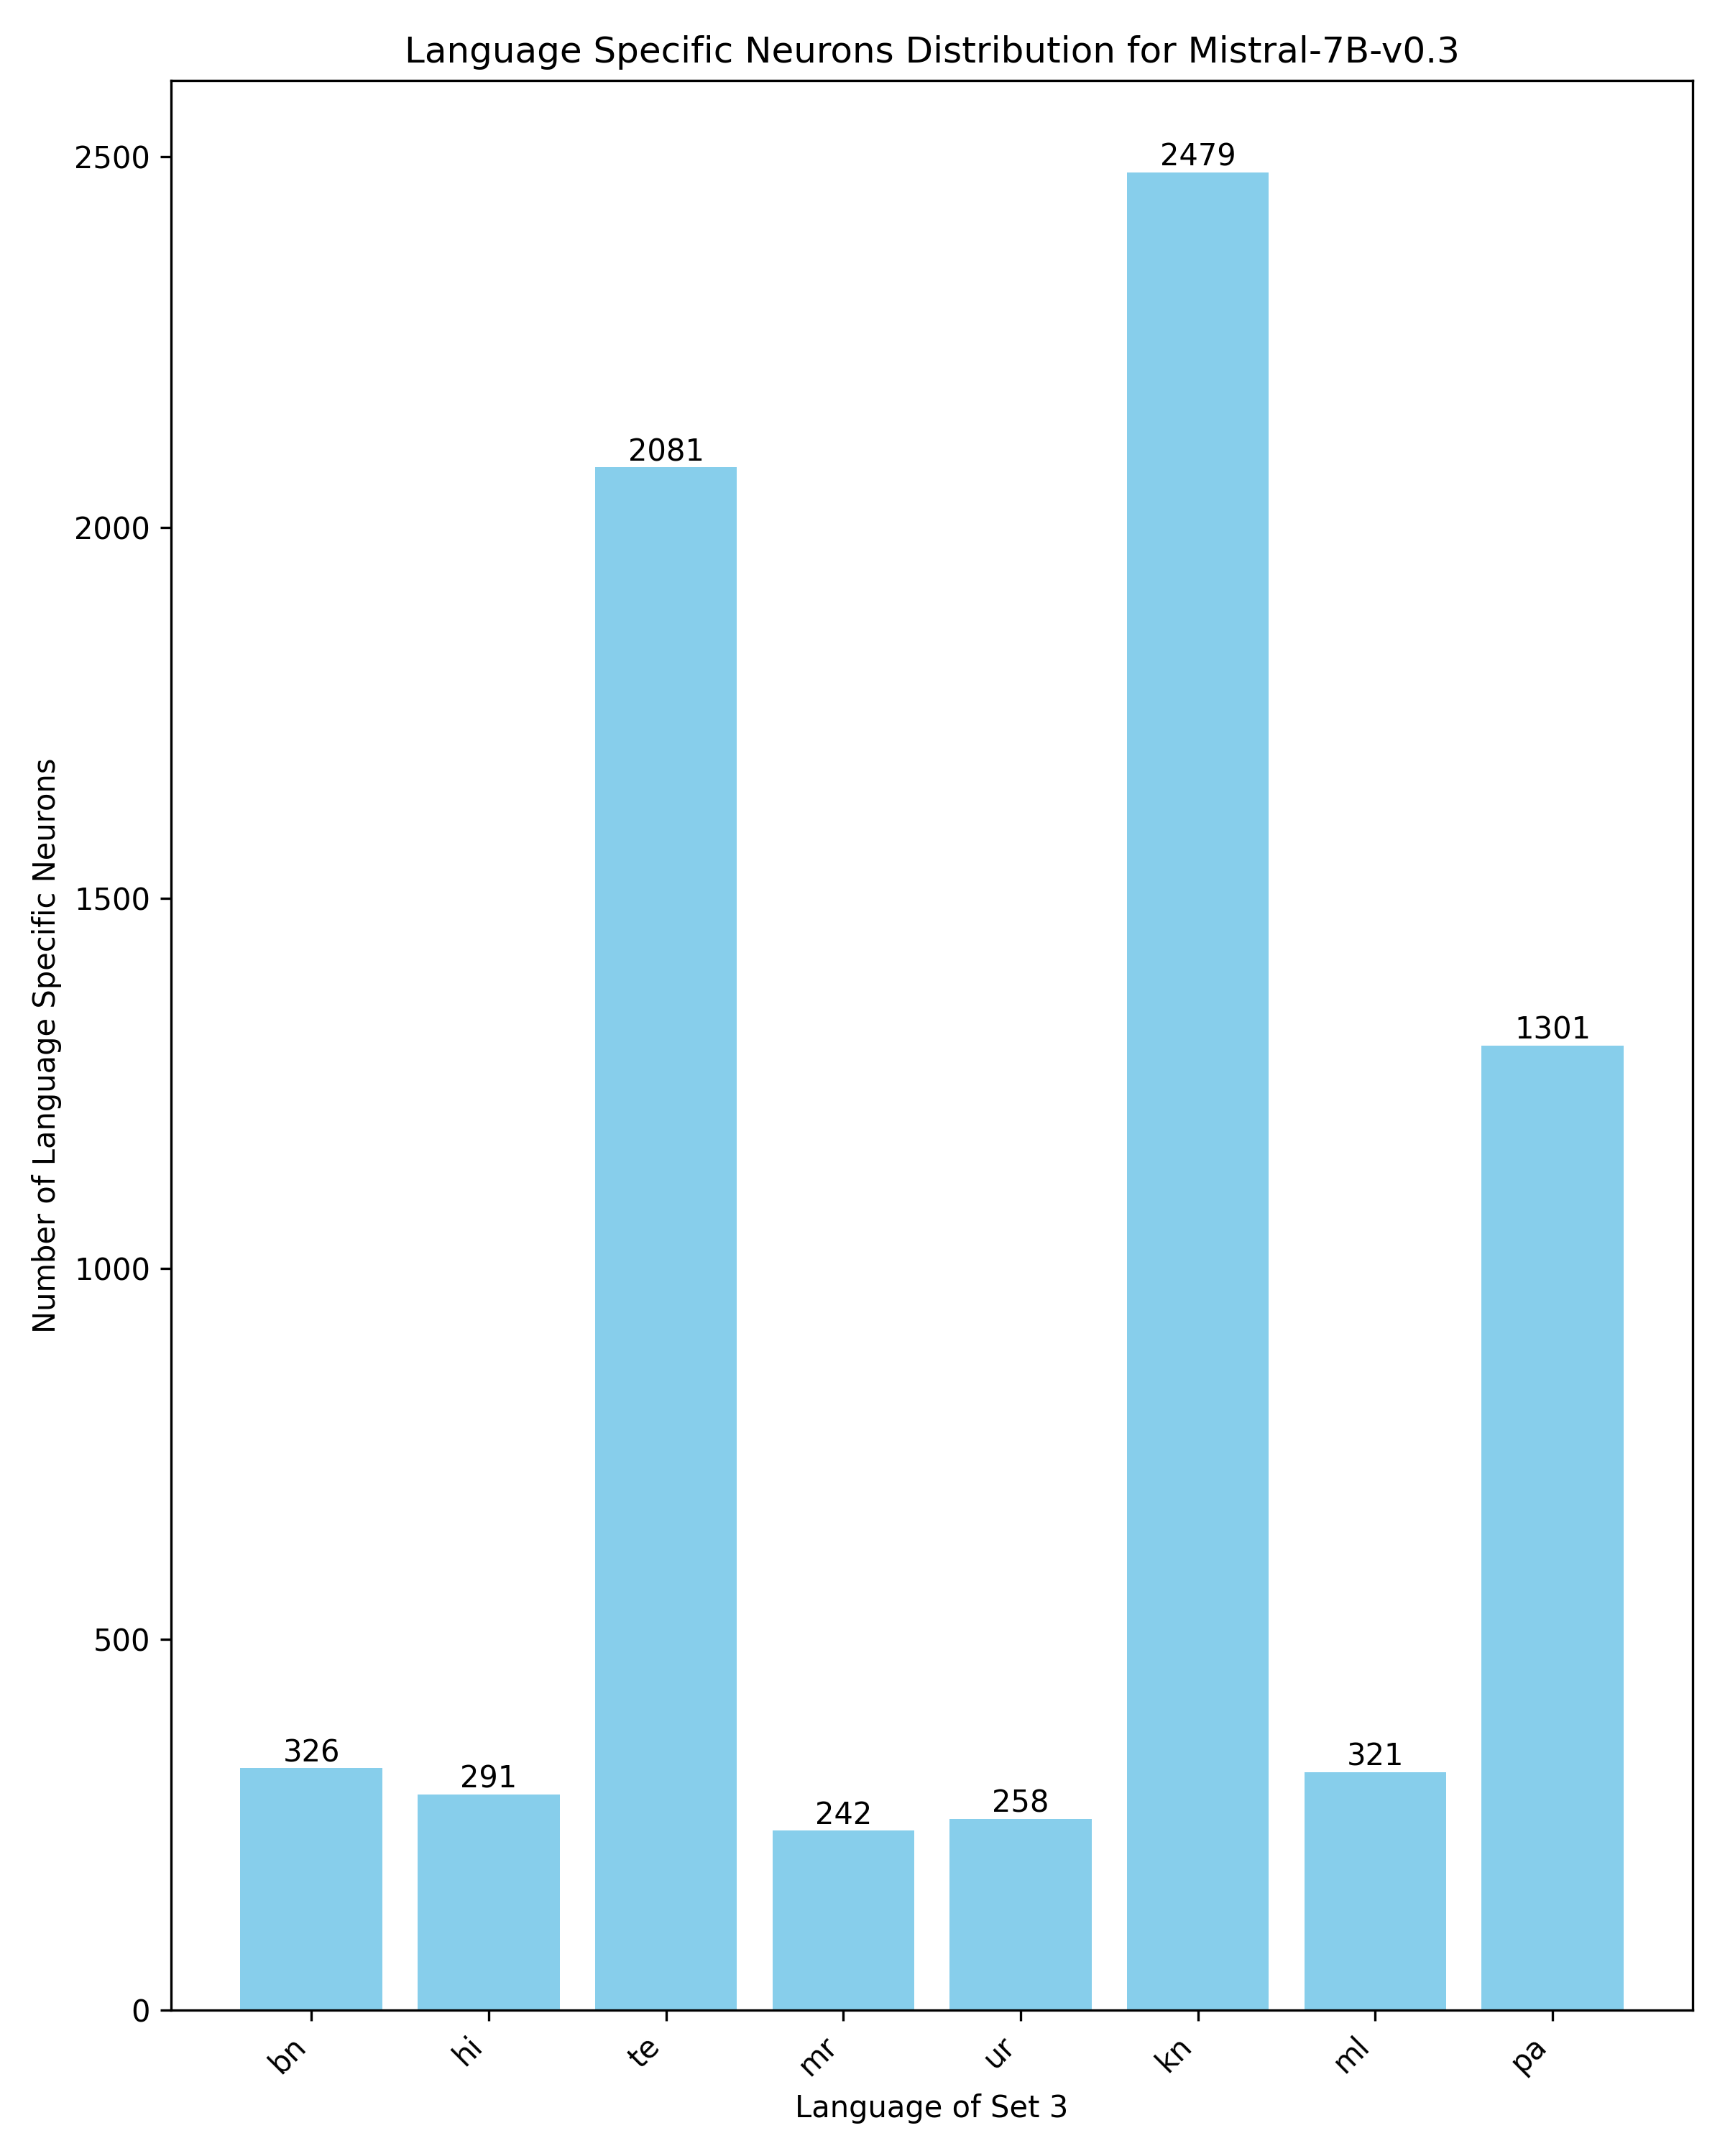 Language Specific Neurons Distribution for Mistral-7B-v0.3
Number of Language Specific Neurons
2500
2000
1500
1000
500
0
326
291
2081
242
258
2479
321
1301
bn
hi
te
mr
ur
kn
ml
pa
Language of Set 3